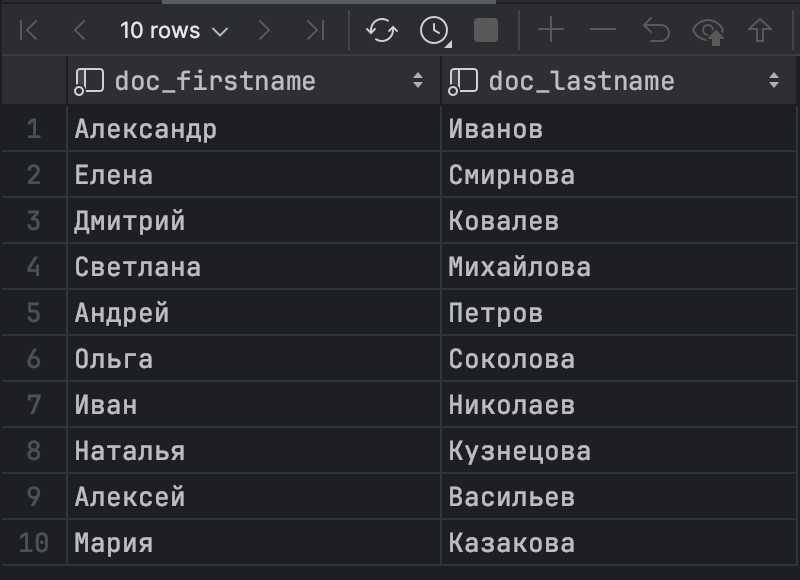 10 rows
doc_firstname doc_lastname
1 Александр Иванов
2 Елена Смирнова
3 Дмитрий Ковалев
4 Светлана Михайлова
5 Андрей Петров
6 Ольга Соколова
7 Иван Николаев
8 Наталья Кузнецова
9 Алексей Васильев
10 Мария Казакова